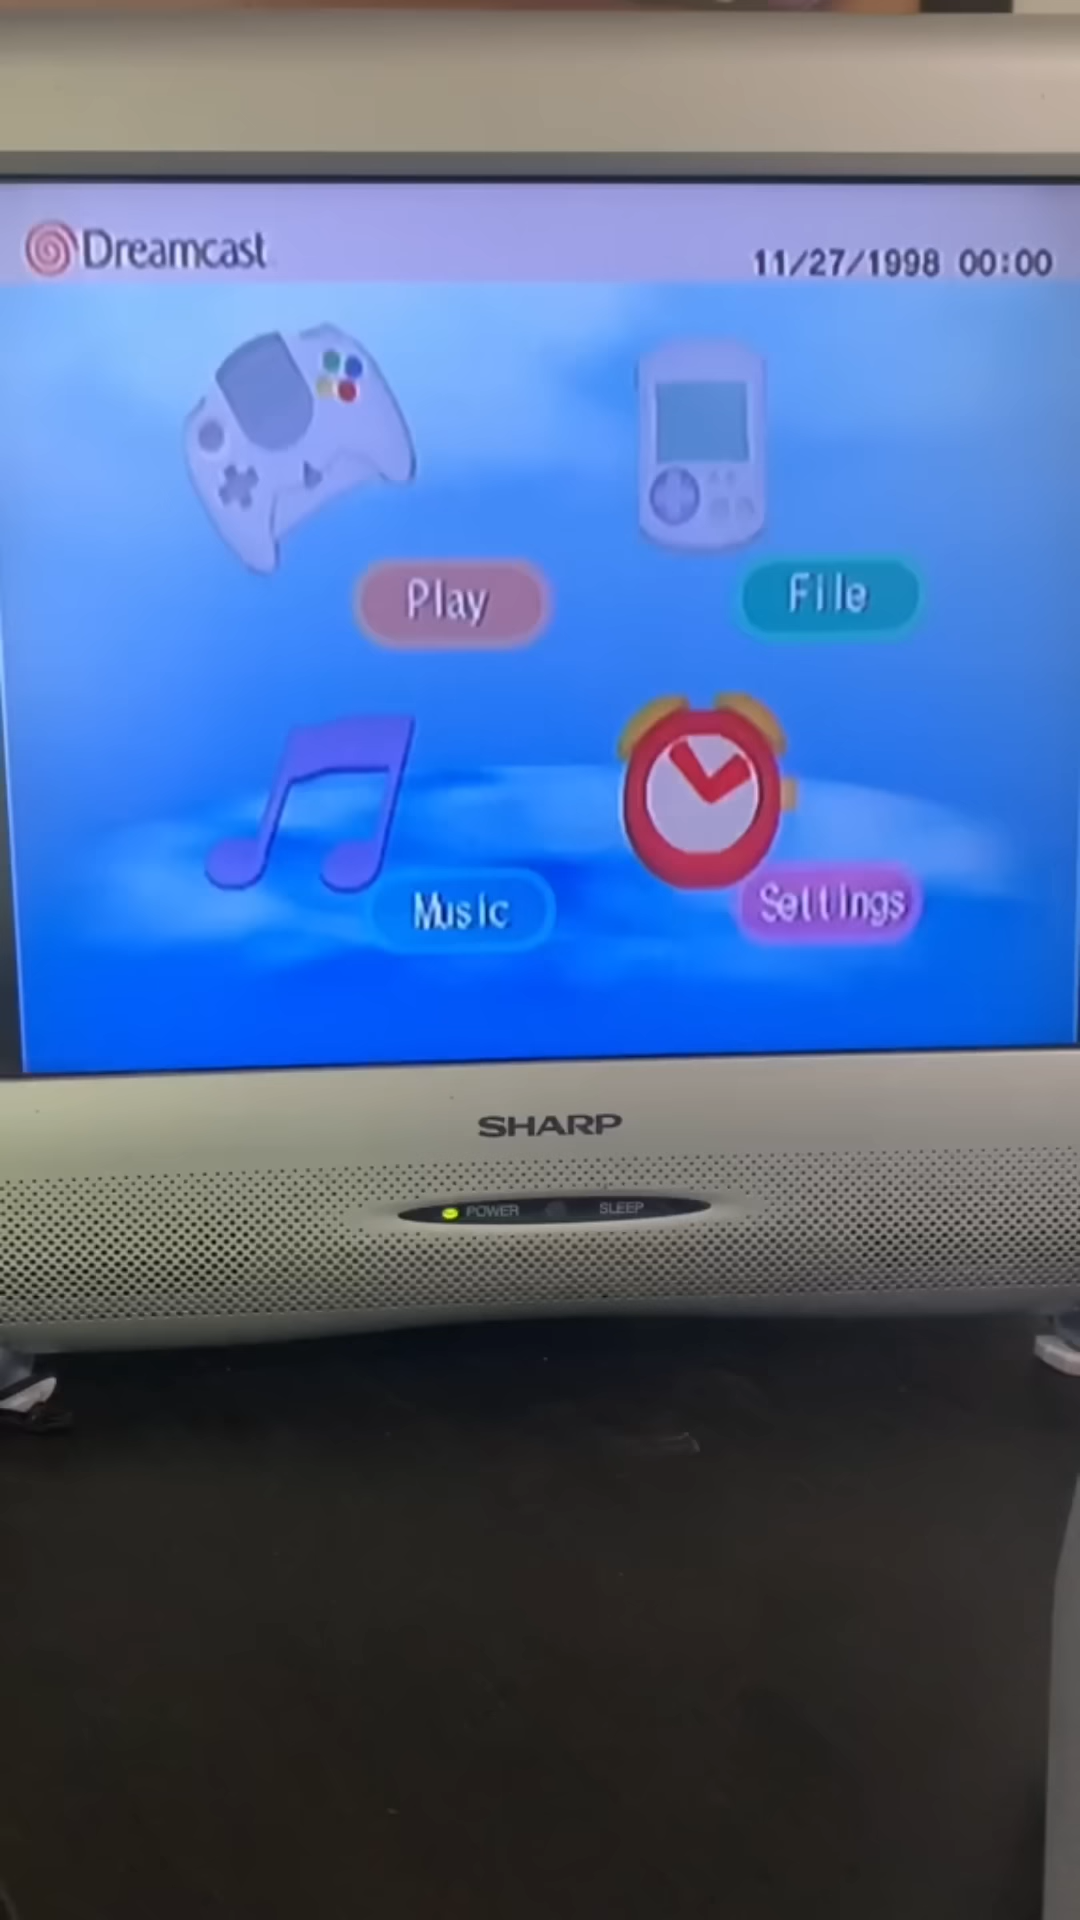 Dreamcast
11/27/1998 00:00
Play
File
Music
Settings
SHARP
POWER
SLEEP